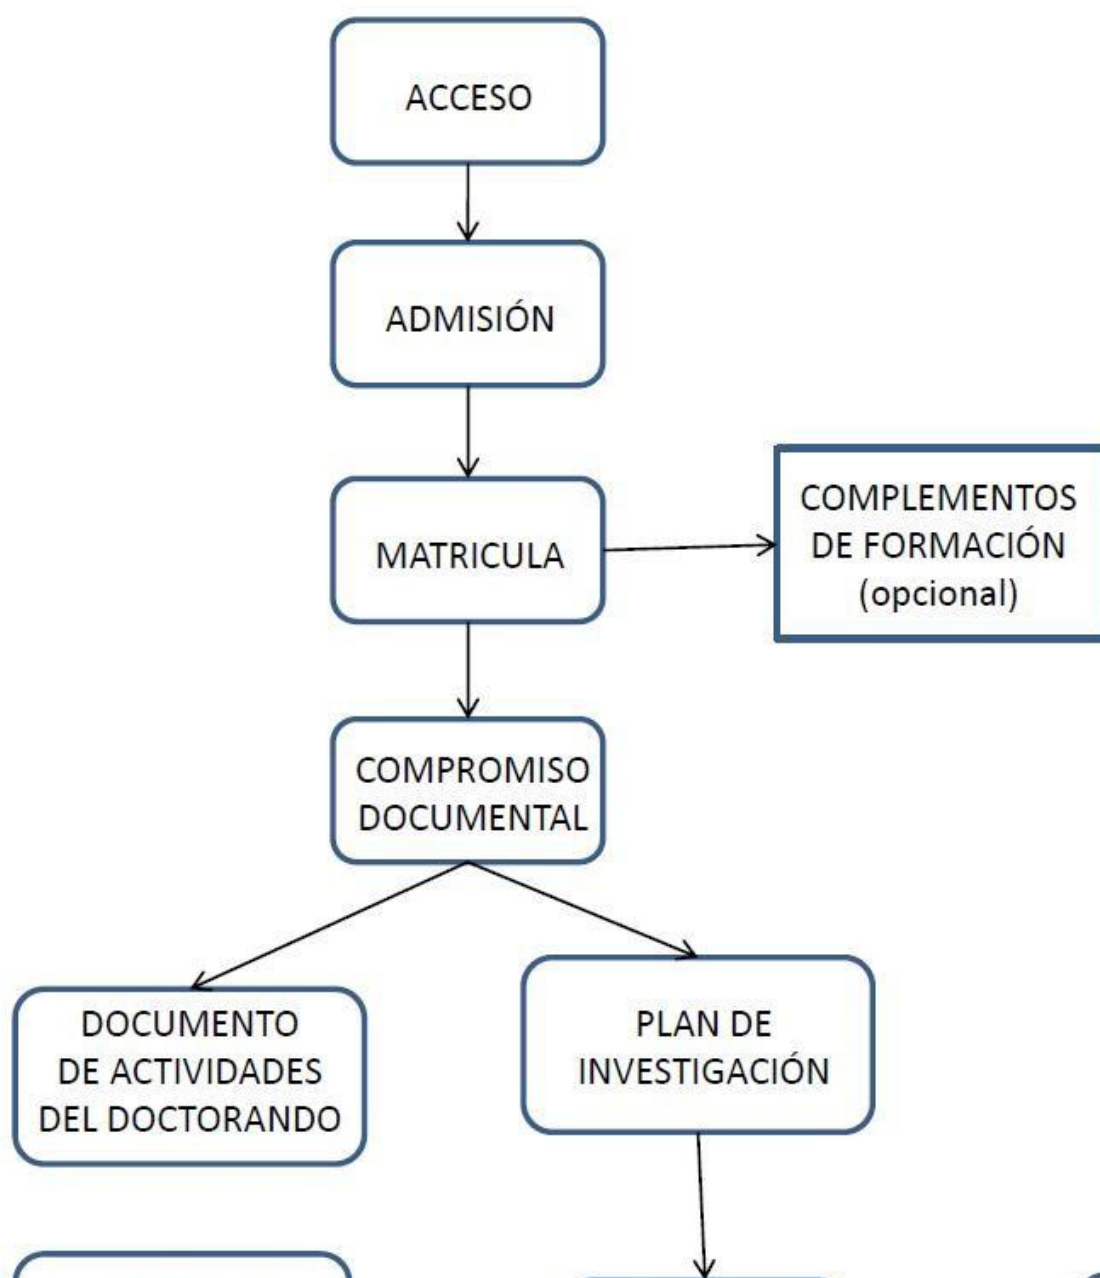 ACCESO
ADMISIÓN
MATRICULA
COMPLEMENTOS
DE FORMACIÓN
(opcional)
COMPROMISO
DOCUMENTAL
DOCUMENTO
DE ACTIVIDADES
DEL DOCTORANDO
PLAN DE
INVESTIGACIÓN